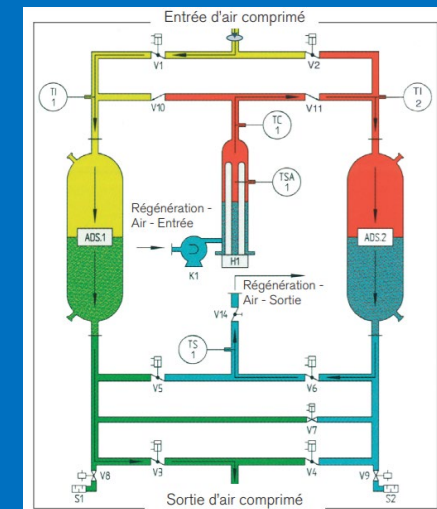 Entrée d'air comprimé
V1
V2
TI
1
TI
2
V10
V11
TC
1
TSA
1
Régénération -
Air - Entrée
ADS.1
ADS.2
K1
H1
Régénération -
Air - Sortie
V14
TS
1
V5
V6
V7
V3
V4
V8
V9
S1
S2
Sortie d'air comprimé